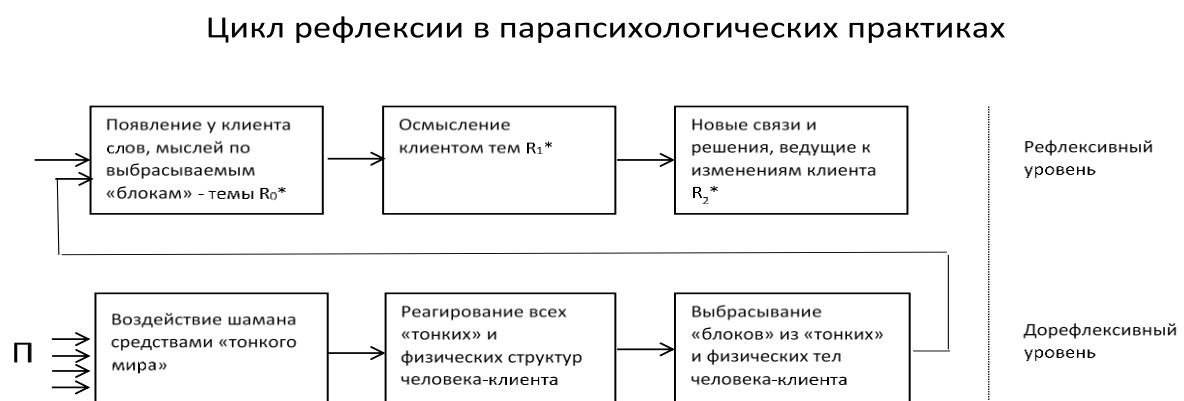 Цикл рефлексии в парапсихологических практиках
Появление у клиента
слов, мыслей по
выбрасываемым
«блокам» - темы R₀*
Осмысление
клиентом тем R₁*
Новые связи и
решения, ведущие к
изменениям клиента
R₂*
Рефлексивный
уровень
П
Воздействие шамана
средствами «тонкого
мира»
Реагирование всех
«тонких» и
физических структур
человека-клиента
Выбрасывание
«блоков» из «тонких»
и физических тел
человека-клиента
Дорефлексивный
уровень